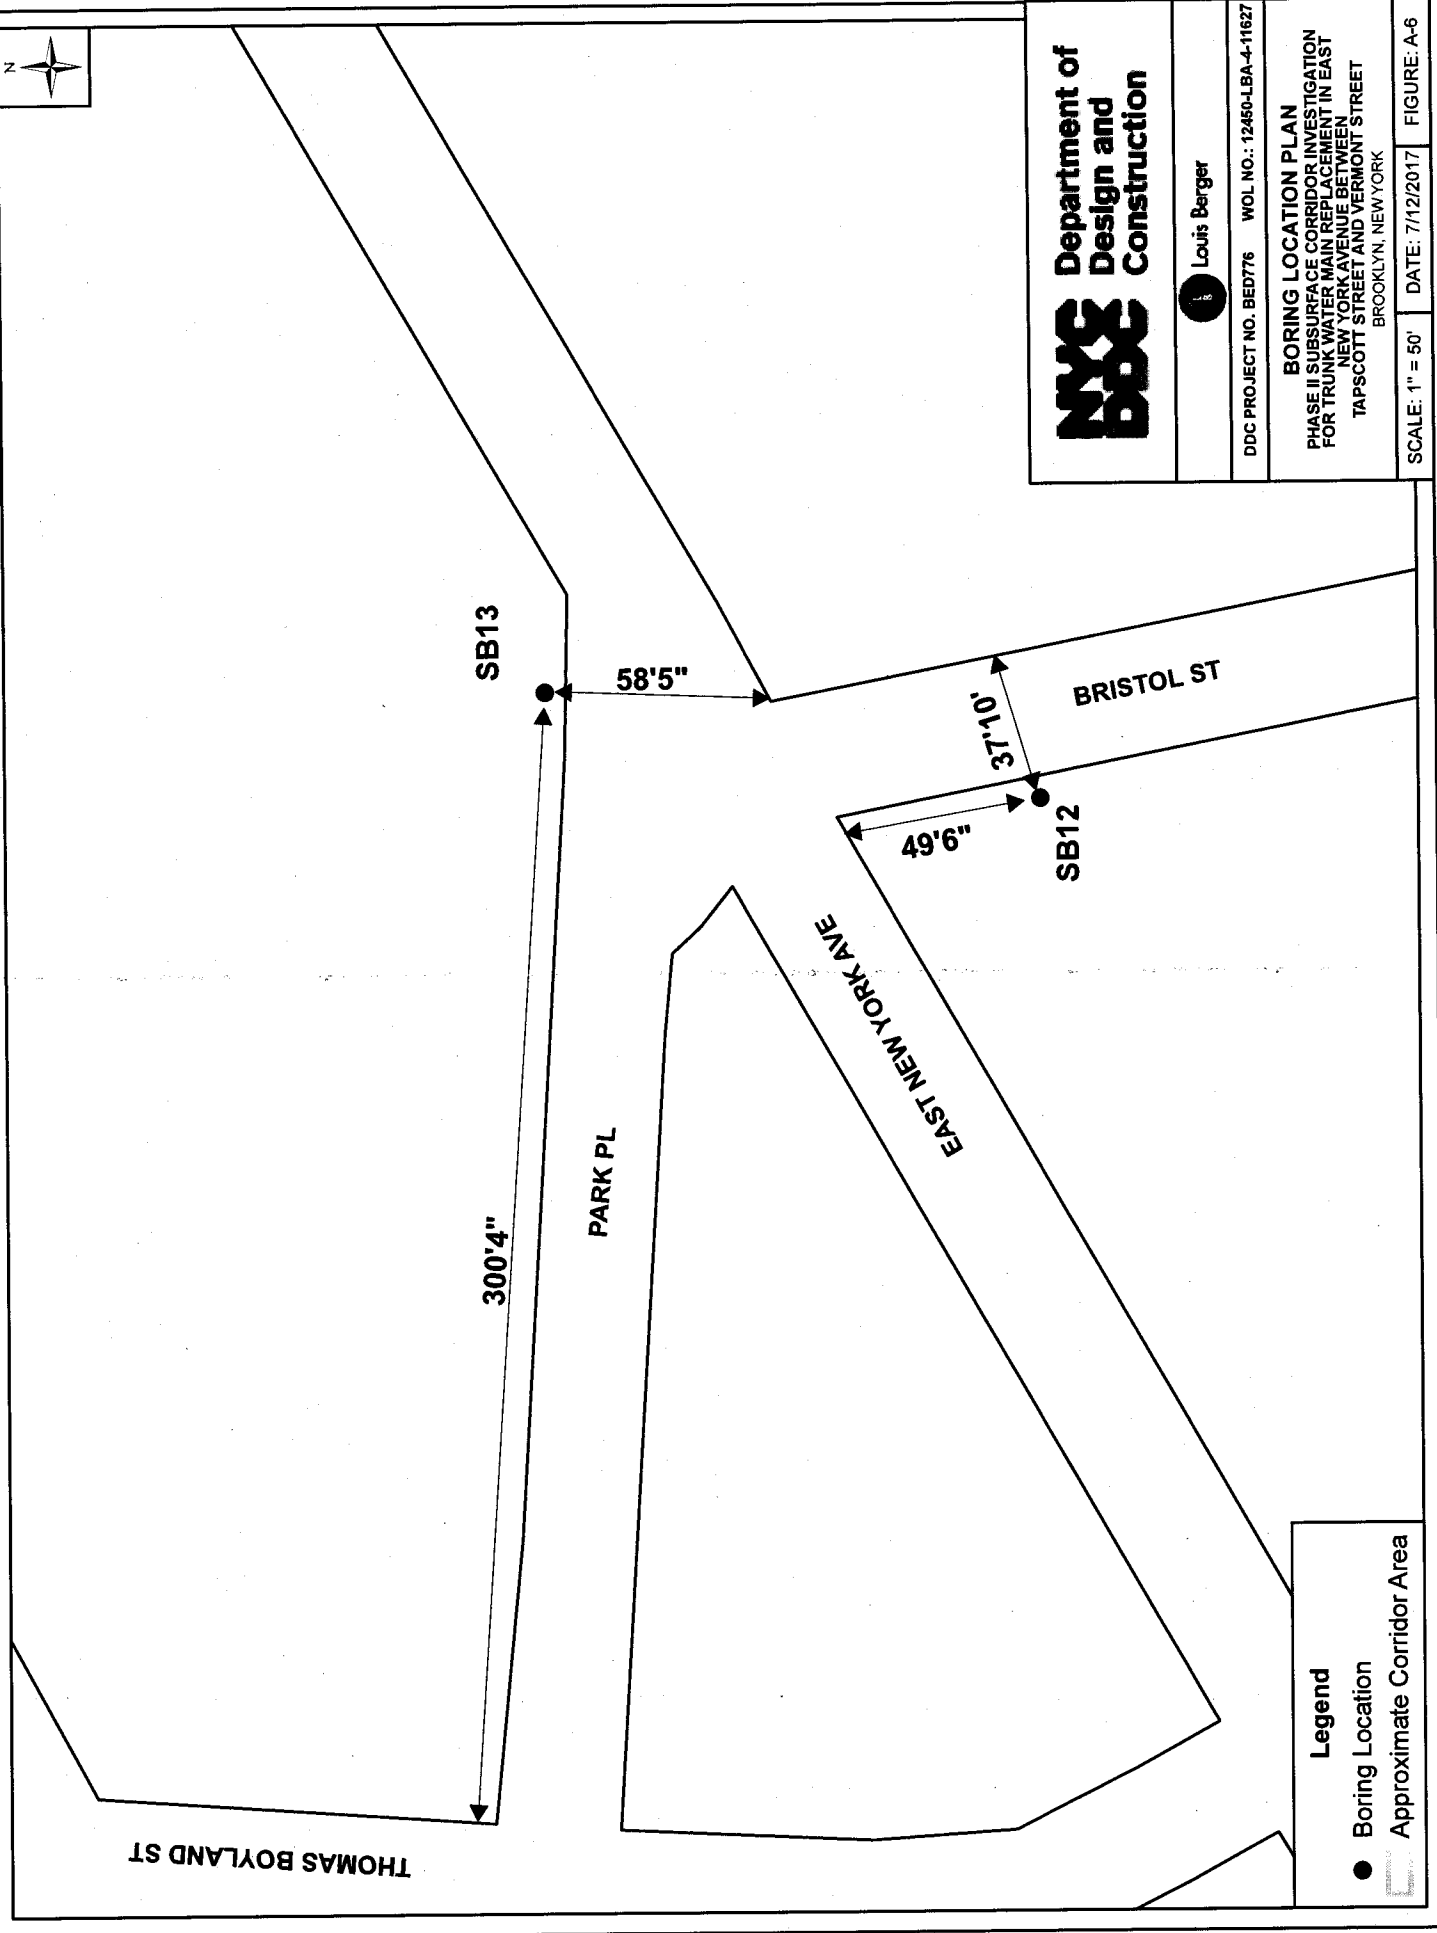 N
THOMAS BOYLAND ST
300'4"
SB13
58'5"
PARK PL
EAST NEW YORK AVE
49'6"
37'10'
SB12
BRISTOL ST
Legend
Boring Location
Approximate Corridor Area
NYC
DDC
Department of
Design and
Construction
Louis Berger
DDC PROJECT NO. BED776 WOL NO.: 12450-LBA-4-11627
BORING LOCATION PLAN
PHASE II SUBSURFACE CORRIDOR INVESTIGATION
FOR TRUNK WATER MAIN REPLACEMENT IN EAST
NEW YORK AVENUE BETWEEN
TAPSCOTT STREET AND VERMONT STREET
BROOKLYN, NEW YORK
SCALE: 1" = 50' DATE: 7/12/2017 FIGURE: A-6